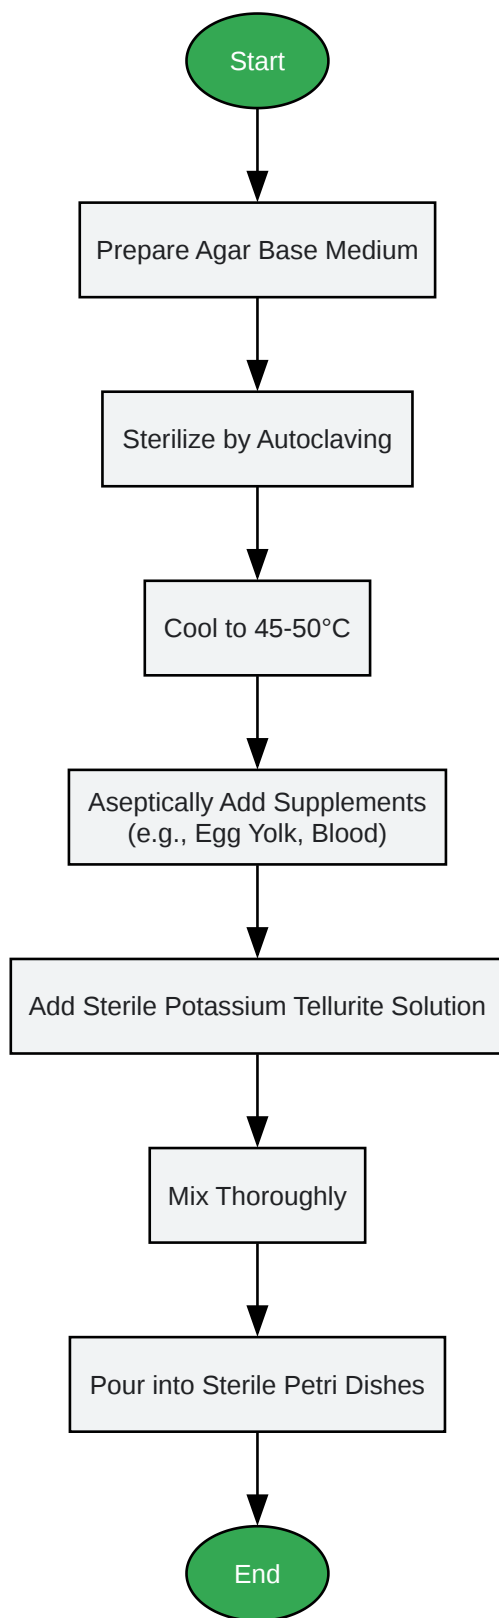 Start
Prepare Agar Base Medium
Sterilize by Autoclaving
Cool to 45-50°C
Aseptically Add Supplements
(e.g., Egg Yolk, Blood)
Add Sterile Potassium Tellurite Solution
Mix Thoroughly
Pour into Sterile Petri Dishes
End